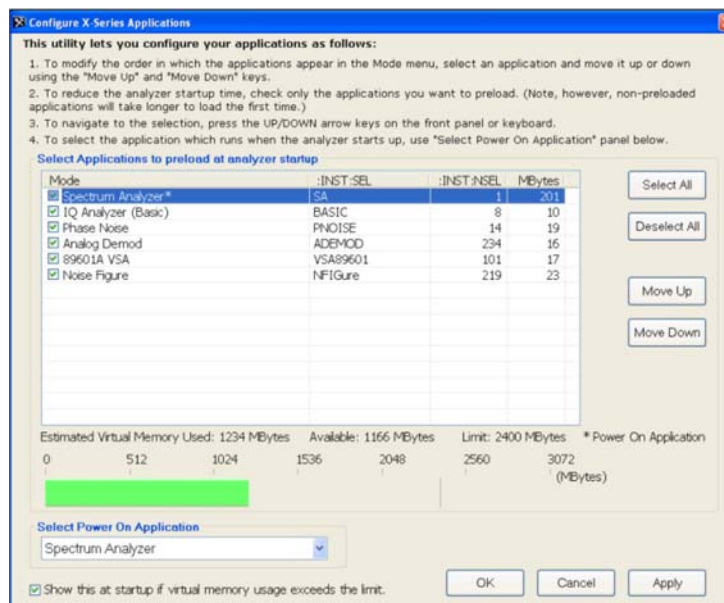 Configure X-Series Applications
This utility lets you configure your applications as follows:
1. To modify the order in which the applications appear in the Mode menu, select an application and move it up or down
using the "Move Up" and "Move Down" keys.
2. To reduce the analyzer startup time, check only the applications you want to preload. (Note, however, non-preloaded
applications will take longer to load the first time.)
3. To navigate to the selection, press the UP/DOWN arrow keys on the front panel or keyboard.
4. To select the application which runs when the analyzer starts up, use "Select Power On Application" panel below.
Select Applications to preload at analyzer startup
Mode :INST:SEL :INST:NSEL MBytes
Spectrum Analyzer* SA 1 201
IQ Analyzer (Basic) BASIC 8 10
Phase Noise PNOISE 14 19
Analog Demod ADEMOD 234 16
89601A VSA VSA89601 101 17
Noise Figure NFIGure 219 23
Select All
Deselect All
Move Up
Move Down
Estimated Virtual Memory Used: 1234 MBytes Available: 1166 MBytes Limit: 2400 MBytes * Power On Application
0 512 1024 1536 2048 2560 3072
(MBytes)
Select Power On Application
Spectrum Analyzer
Show this at startup if virtual memory usage exceeds the limit.
OK Cancel Apply